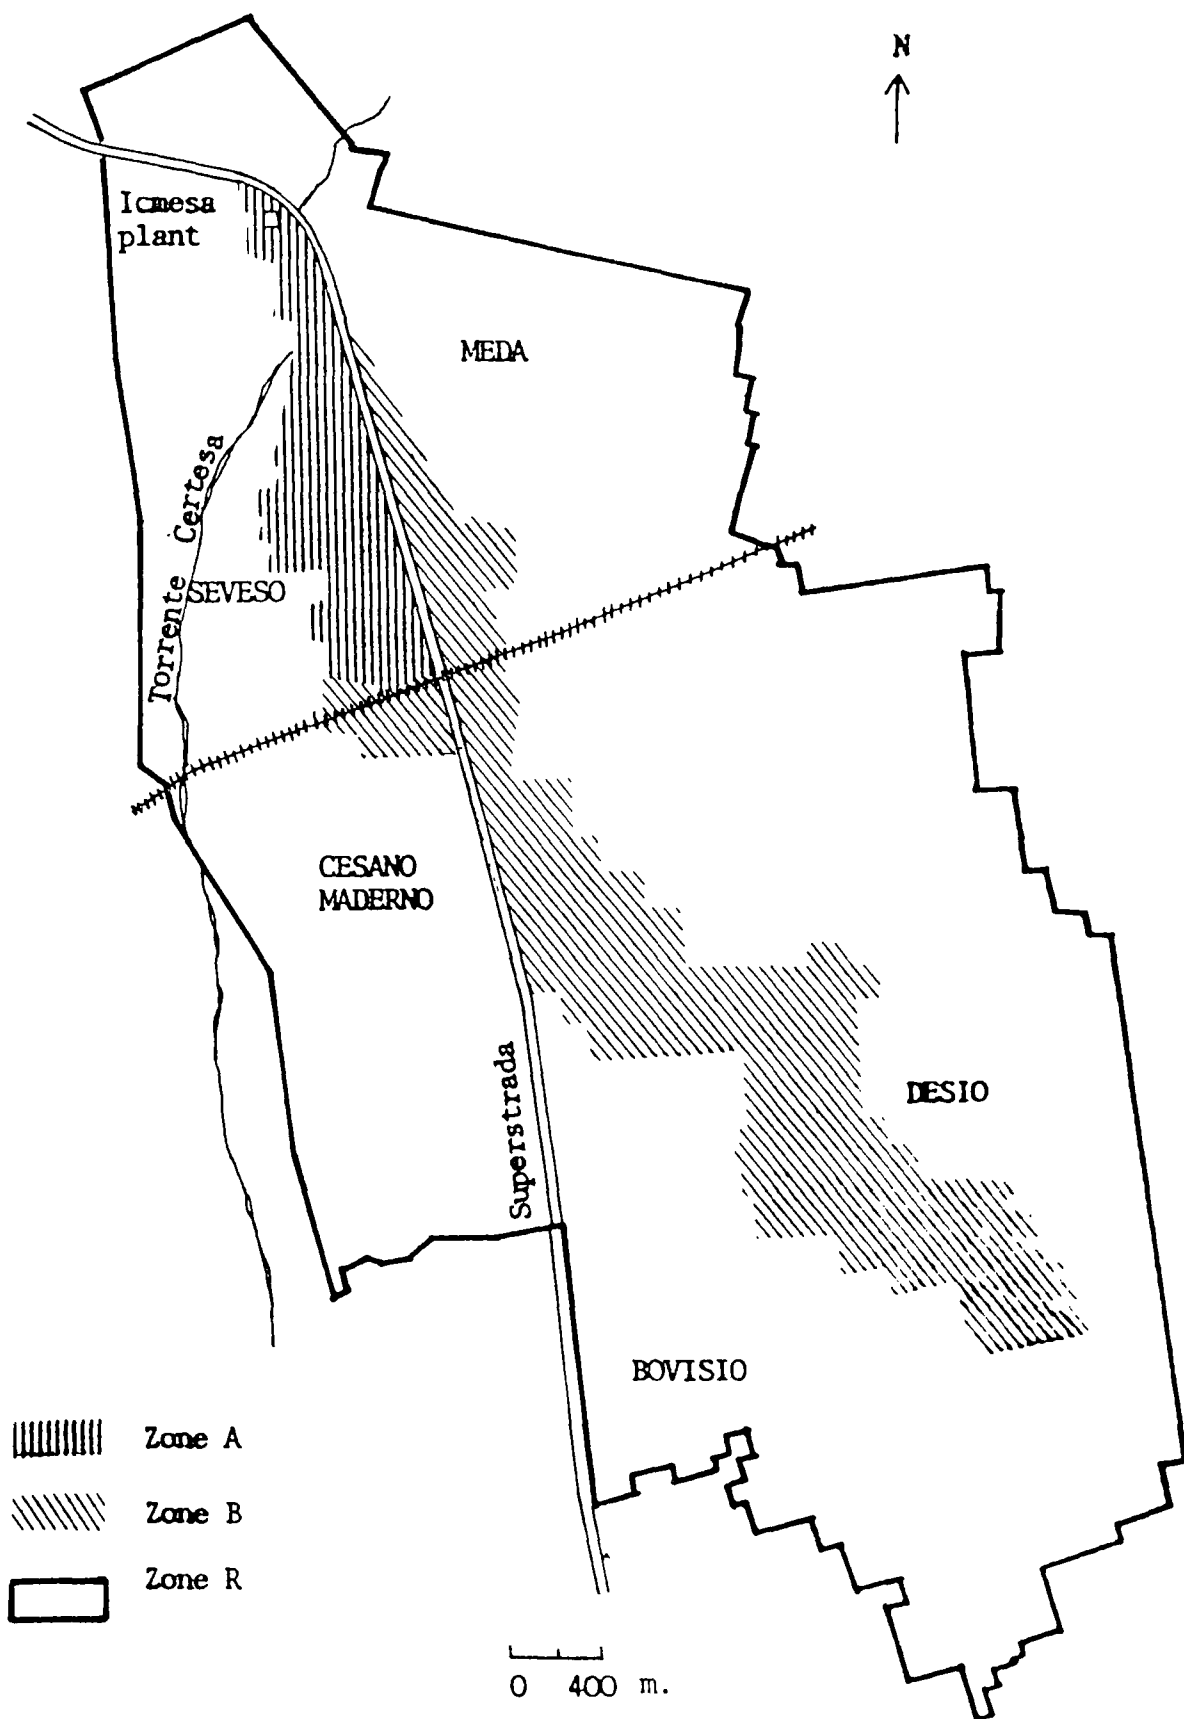 N
Icmesa
plant
MEDA
Torrente Certesa
SEVESO
CESANO
MADERNO
Superstrada
DESIO
BOVISIO
Zone A
Zone B
Zone R
0 400 m.